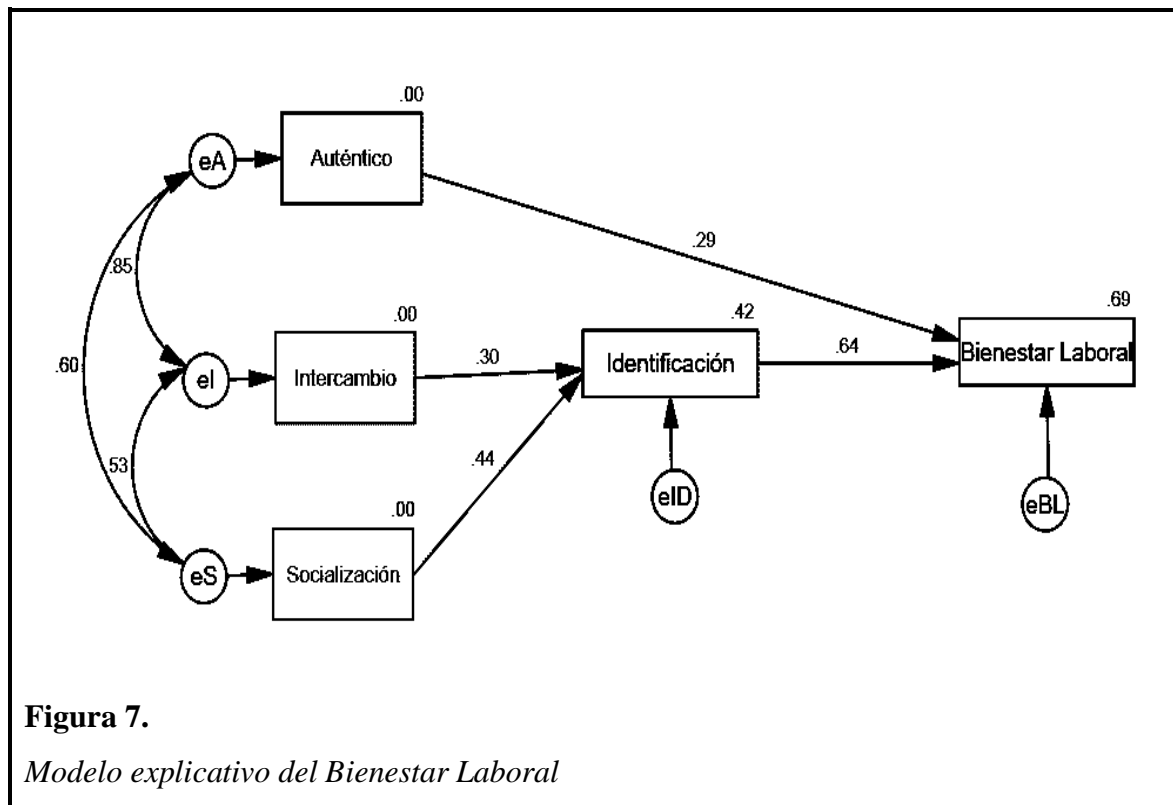 .00
eA
Auténtico
.29
.85
.00
.42
.69
.60
eI
Intercambio
.30
Identificación
.64
Bienestar Laboral
.53
.44
eID
eBL
.00
eS
Socialización
Figura 7.
Modelo explicativo del Bienestar Laboral